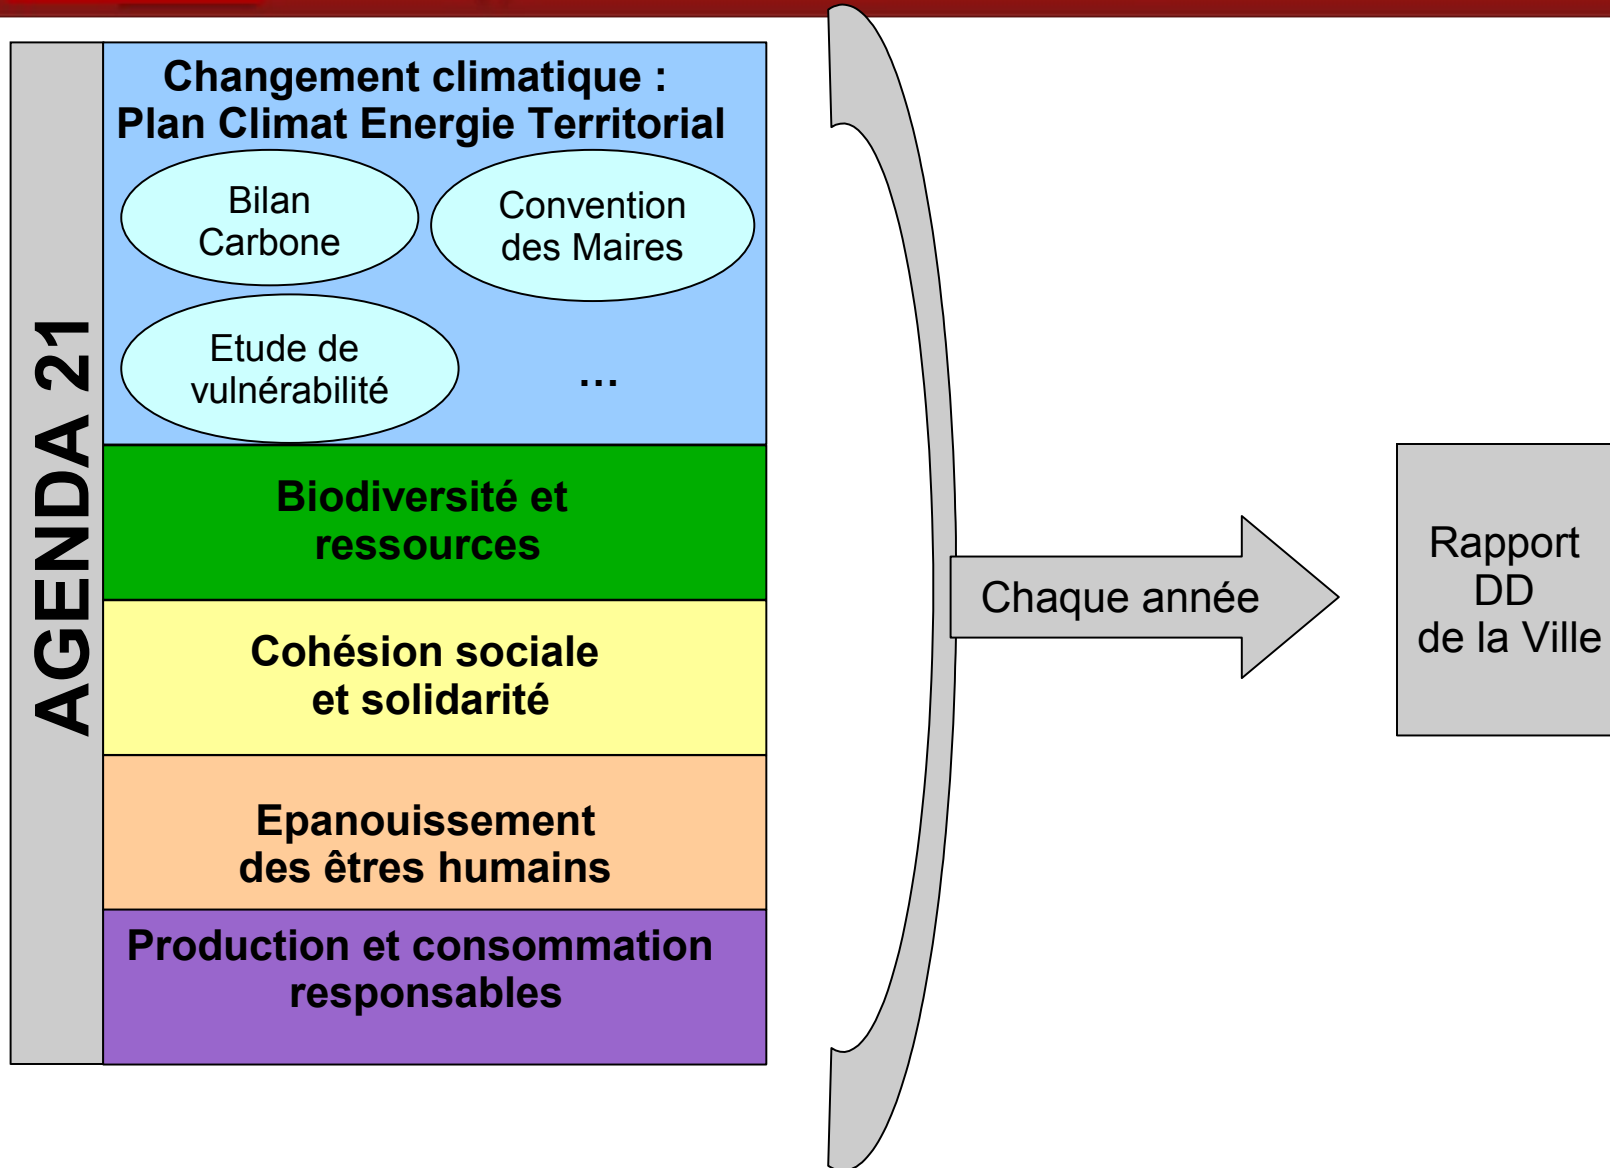 AGENDA 21
Changement climatique :
Plan Climat Energie Territorial
Bilan
Carbone
Convention
des Maires
Etude de
vulnérabilité
...
Biodiversité et
ressources
Cohésion sociale
et solidarité
Epanouissement
des êtres humains
Production et consommation
responsables
Chaque année
Rapport
DD
de la Ville